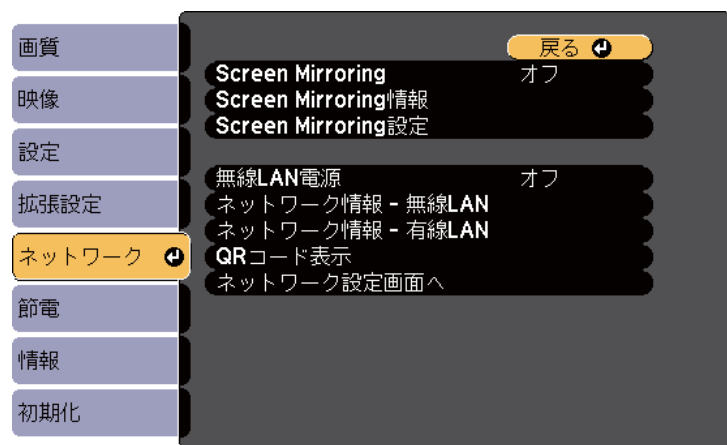 画質
映像
設定
拡張設定
ネットワーク
節電
情報
初期化
戻る
Screen Mirroring オフ
Screen Mirroring情報
Screen Mirroring設定
無線LAN電源 オフ
ネットワーク情報 - 無線LAN
ネットワーク情報 - 有線LAN
QRコード表示
ネットワーク設定画面へ